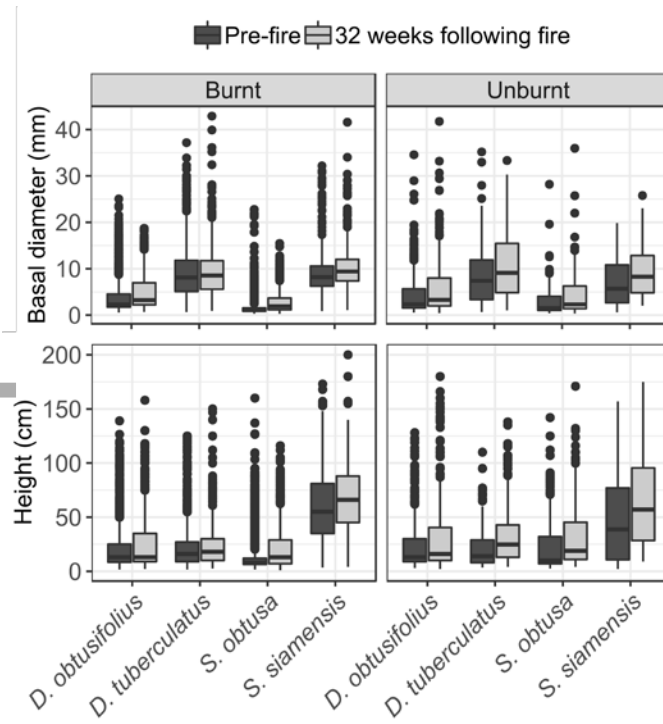 Pre-fire 32 weeks following fire
Burnt Unburnt
Basal diameter (mm)
40
30
20
10
0
Height (cm)
200
150
100
50
0
D. obtusifolius
D. tuberculatus
S. obtusa
S. siamensis
D. obtusifolius
D. tuberculatus
S. obtusa
S. siamensis